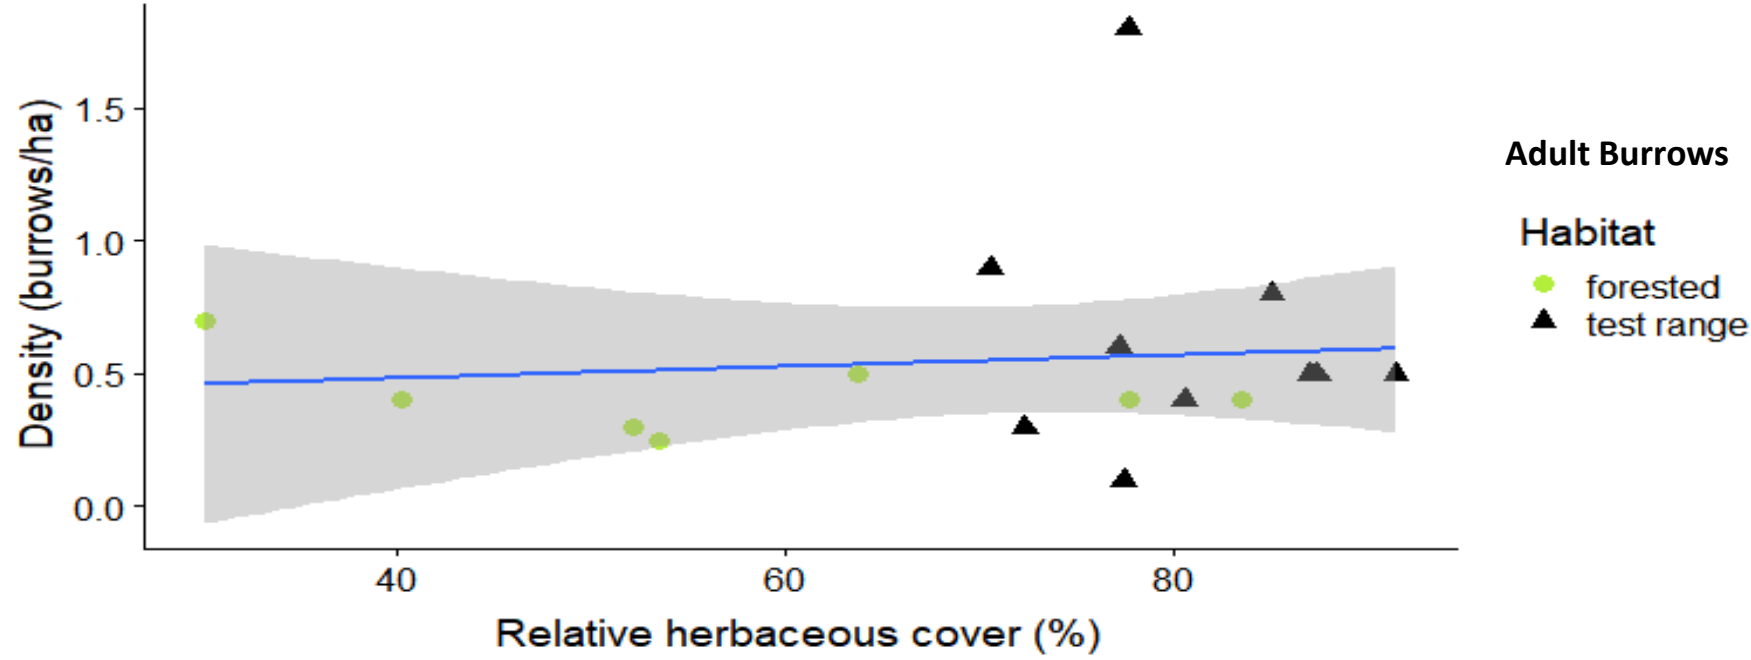 1.5
1.0
0.5
0.0
Density (burrows/ha)
40 60 80
Relative herbaceous cover (%)
Adult Burrows
Habitat
forested
test range